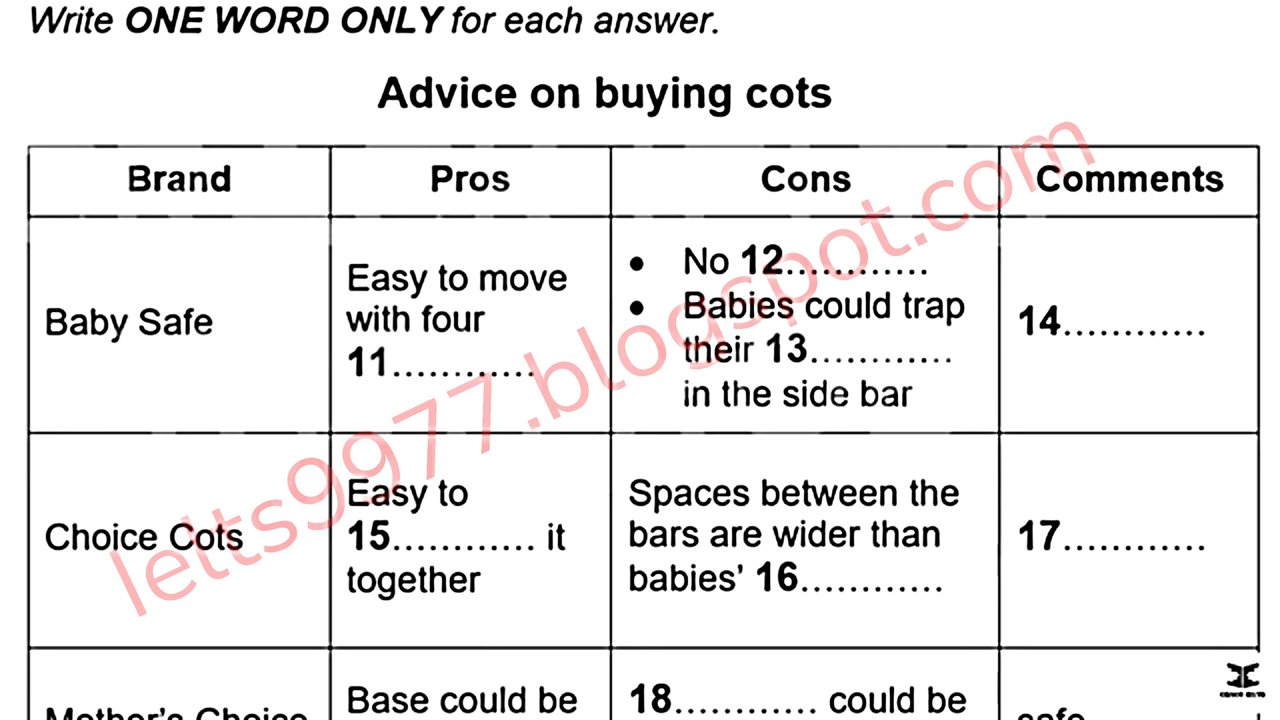 Write ONE WORD ONLY for each answer.
Advice on buying cots
Brand Pros Cons Comments
Baby Safe
Easy to move
with four
11............
• No 12............
• Babies could trap
their 13............
in the side bar
14............
Choice Cots
Easy to
15............ it
together
Spaces between the
bars are wider than
babies’ 16............
17............
Mother's Choice
Base could be
18............ could be
safe
Ielts9977.blogspot.com